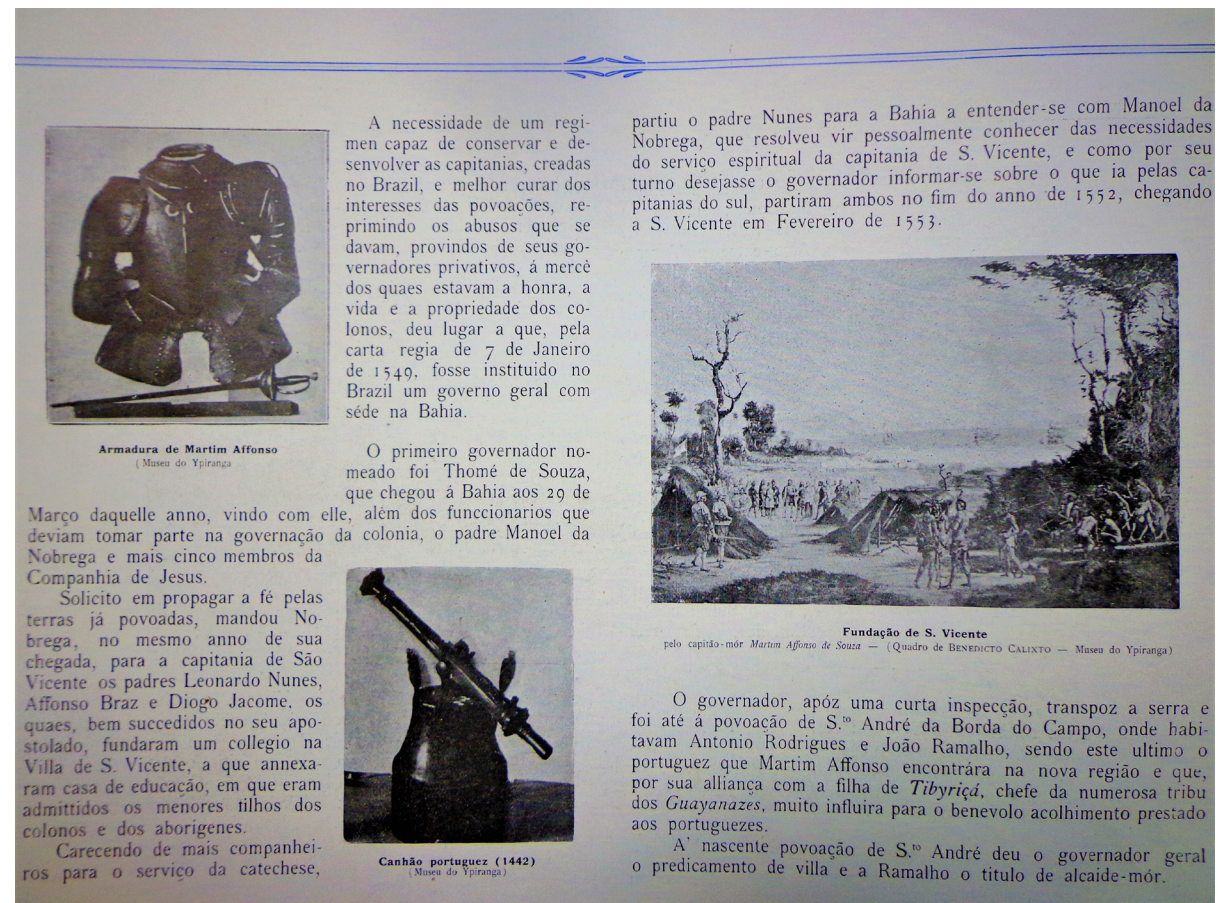 A necessidade de um regi-
men capaz de conservar e de-
senvolver as capitanias, creadas
no Brazil, e melhor curar dos
interesses das povoações, re-
primindo os abusos que se
davam, provindos de seus go-
vernadores privativos, á mercê
dos quaes estavam a honra, a
vida e a propriedade dos co-
lonos, deu lugar a que, pela
carta regia de 7 de Janeiro
de 1549, fosse instituido no
Brazil um governo geral com
séde na Bahia.
Armadura de Martim Affonso
(Museu do Ypiranga
O primeiro governador no-
meado foi Thomé de Souza,
que chegou á Bahia aos 29 de
Março daquelle anno, vindo com elle, além dos funccionarios que
deviam tomar parte na governação da colonia, o padre Manoel da
Nobrega e mais cinco membros da
Companhia de Jesus.
Solicito em propagar a fé pelas
terras já povoadas, mandou No-
brega, no mesmo anno de sua
chegada, para a capitania de São
Vicente os padres Leonardo Nunes,
Affonso Braz e Diogo Jacome, os
quaes, bem succedidos no seu apo-
stolado, fundaram um collegio na
Villa de S. Vicente, a que annexa-
ram casa de educação, em que eram
admittidos os menores filhos dos
colonos e dos aborigenes.
Carecendo de mais companhei-
ros para o serviço da catechese,
Canhão portuguez (1442)
(Museu do Ypiranga)
partiu o padre Nunes para a Bahia a entender-se com Manoel da
Nobrega, que resolveu vir pessoalmente conhecer das necessidades
do serviço espiritual da capitania de S. Vicente, e como por seu
turno desejasse o governador informar-se sobre o que ia pelas ca-
pitanias do sul, partiram ambos no fim do anno de 1552, chegando
a S. Vicente em Fevereiro de 1553.
Fundação de S. Vicente
pelo capitão-mór Martim Affonso de Souza — (Quadro de BENEDICTO CALIXTO — Museu do Ypiranga)
O governador, apóz uma curta inspecção, transpoz a serra e
foi até á povoação de S.to André da Borda do Campo, onde habi-
tavam Antonio Rodrigues e João Ramalho, sendo este ultimo o
portuguez que Martim Affonso encontrára na nova região e que,
por sua alliança com a filha de Tibyriçá, chefe da numerosa tribu
dos Guayanazes, muito influira para o benevolo acolhimento prestado
aos portuguezes.
A' nascente povoação de S.to André deu o governador geral
o predicamento de villa e a Ramalho o titulo de alcaide-mór.